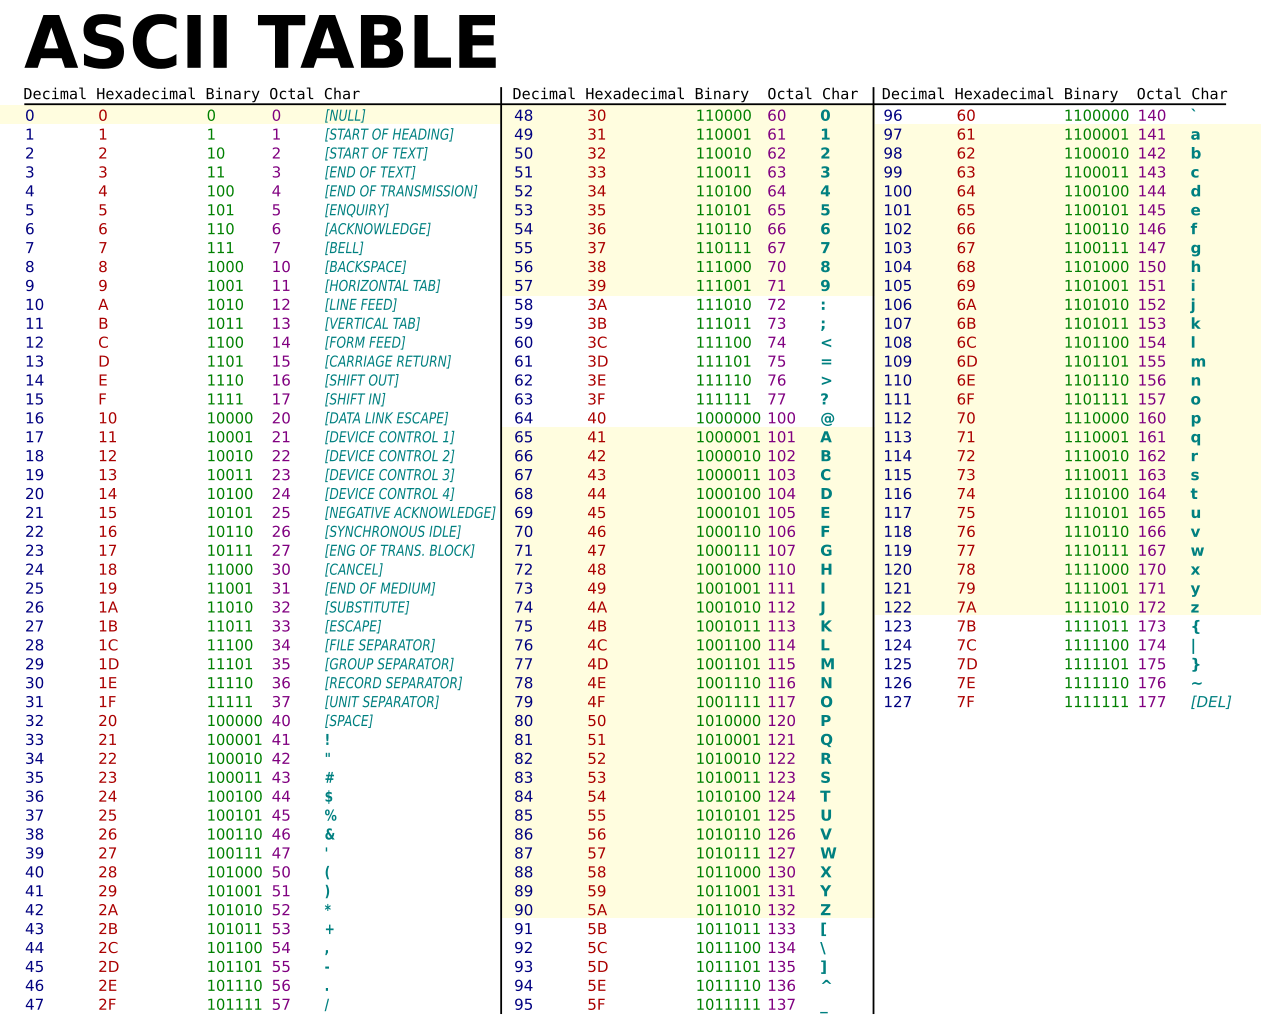 ASCII TABLE
Decimal Hexadecimal Binary Octal Char
0 0 0 0 [NULL]
1 1 1 1 [START OF HEADING]
2 2 10 2 [START OF TEXT]
3 3 11 3 [END OF TEXT]
4 4 100 4 [END OF TRANSMISSION]
5 5 101 5 [ENQUIRY]
6 6 110 6 [ACKNOWLEDGE]
7 7 111 7 [BELL]
8 8 1000 10 [BACKSPACE]
9 9 1001 11 [HORIZONTAL TAB]
10 A 1010 12 [LINE FEED]
11 B 1011 13 [VERTICAL TAB]
12 C 1100 14 [FORM FEED]
13 D 1101 15 [CARRIAGE RETURN]
14 E 1110 16 [SHIFT OUT]
15 F 1111 17 [SHIFT IN]
16 10 10000 20 [DATA LINK ESCAPE]
17 11 10001 21 [DEVICE CONTROL 1]
18 12 10010 22 [DEVICE CONTROL 2]
19 13 10011 23 [DEVICE CONTROL 3]
20 14 10100 24 [DEVICE CONTROL 4]
21 15 10101 25 [NEGATIVE ACKNOWLEDGE]
22 16 10110 26 [SYNCHRONOUS IDLE]
23 17 10111 27 [ENG OF TRANS. BLOCK]
24 18 11000 30 [CANCEL]
25 19 11001 31 [END OF MEDIUM]
26 1A 11010 32 [SUBSTITUTE]
27 1B 11011 33 [ESCAPE]
28 1C 11100 34 [FILE SEPARATOR]
29 1D 11101 35 [GROUP SEPARATOR]
30 1E 11110 36 [RECORD SEPARATOR]
31 1F 11111 37 [UNIT SEPARATOR]
32 20 100000 40 [SPACE]
33 21 100001 41 !
34 22 100010 42 "
35 23 100011 43 #
36 24 100100 44 $
37 25 100101 45 %
38 26 100110 46 &
39 27 100111 47 '
40 28 101000 50 (
41 29 101001 51 )
42 2A 101010 52 *
43 2B 101011 53 +
44 2C 101100 54 ,
45 2D 101101 55 -
46 2E 101110 56 .
47 2F 101111 57 /
Decimal Hexadecimal Binary Octal Char
48 30 110000 60 0
49 31 110001 61 1
50 32 110010 62 2
51 33 110011 63 3
52 34 110100 64 4
53 35 110101 65 5
54 36 110110 66 6
55 37 110111 67 7
56 38 111000 70 8
57 39 111001 71 9
58 3A 111010 72 :
59 3B 111011 73 ;
60 3C 111100 74 <
61 3D 111101 75 =
62 3E 111110 76 >
63 3F 111111 77 ?
64 40 1000000 100 @
65 41 1000001 101 A
66 42 1000010 102 B
67 43 1000011 103 C
68 44 1000100 104 D
69 45 1000101 105 E
70 46 1000110 106 F
71 47 1000111 107 G
72 48 1001000 110 H
73 49 1001001 111 I
74 4A 1001010 112 J
75 4B 1001011 113 K
76 4C 1001100 114 L
77 4D 1001101 115 M
78 4E 1001110 116 N
79 4F 1001111 117 O
80 50 1010000 120 P
81 51 1010001 121 Q
82 52 1010010 122 R
83 53 1010011 123 S
84 54 1010100 124 T
85 55 1010101 125 U
86 56 1010110 126 V
87 57 1010111 127 W
88 58 1011000 130 X
89 59 1011001 131 Y
90 5A 1011010 132 Z
91 5B 1011011 133 [
92 5C 1011100 134 \
93 5D 1011101 135 ]
94 5E 1011110 136 ^
95 5F 1011111 137 _
Decimal Hexadecimal Binary Octal Char
96 60 1100000 140 `
97 61 1100001 141 a
98 62 1100010 142 b
99 63 1100011 143 c
100 64 1100100 144 d
101 65 1100101 145 e
102 66 1100110 146 f
103 67 1100111 147 g
104 68 1101000 150 h
105 69 1101001 151 i
106 6A 1101010 152 j
107 6B 1101011 153 k
108 6C 1101100 154 l
109 6D 1101101 155 m
110 6E 1101110 156 n
111 6F 1101111 157 o
112 70 1110000 160 p
113 71 1110001 161 q
114 72 1110010 162 r
115 73 1110011 163 s
116 74 1110100 164 t
117 75 1110101 165 u
118 76 1110110 166 v
119 77 1110111 167 w
120 78 1111000 170 x
121 79 1111001 171 y
122 7A 1111010 172 z
123 7B 1111011 173 {
124 7C 1111100 174 |
125 7D 1111101 175 }
126 7E 1111110 176 ~
127 7F 1111111 177 [DEL]